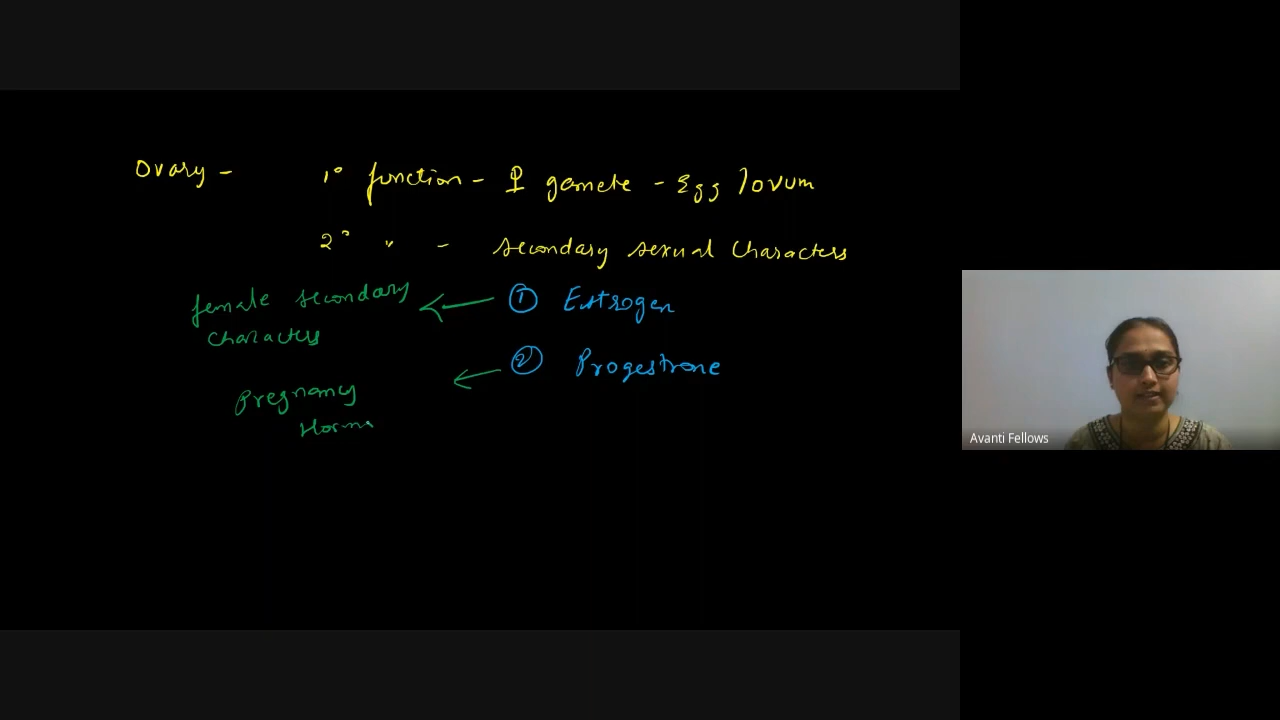 Ovary - 1° function - ♀ gamete - Egg / ovum
2° " - secondary sexual characters
female secondary characters ← ① Estrogen
② Progestrone
Pregnancy
Horm
Avanti Fellows